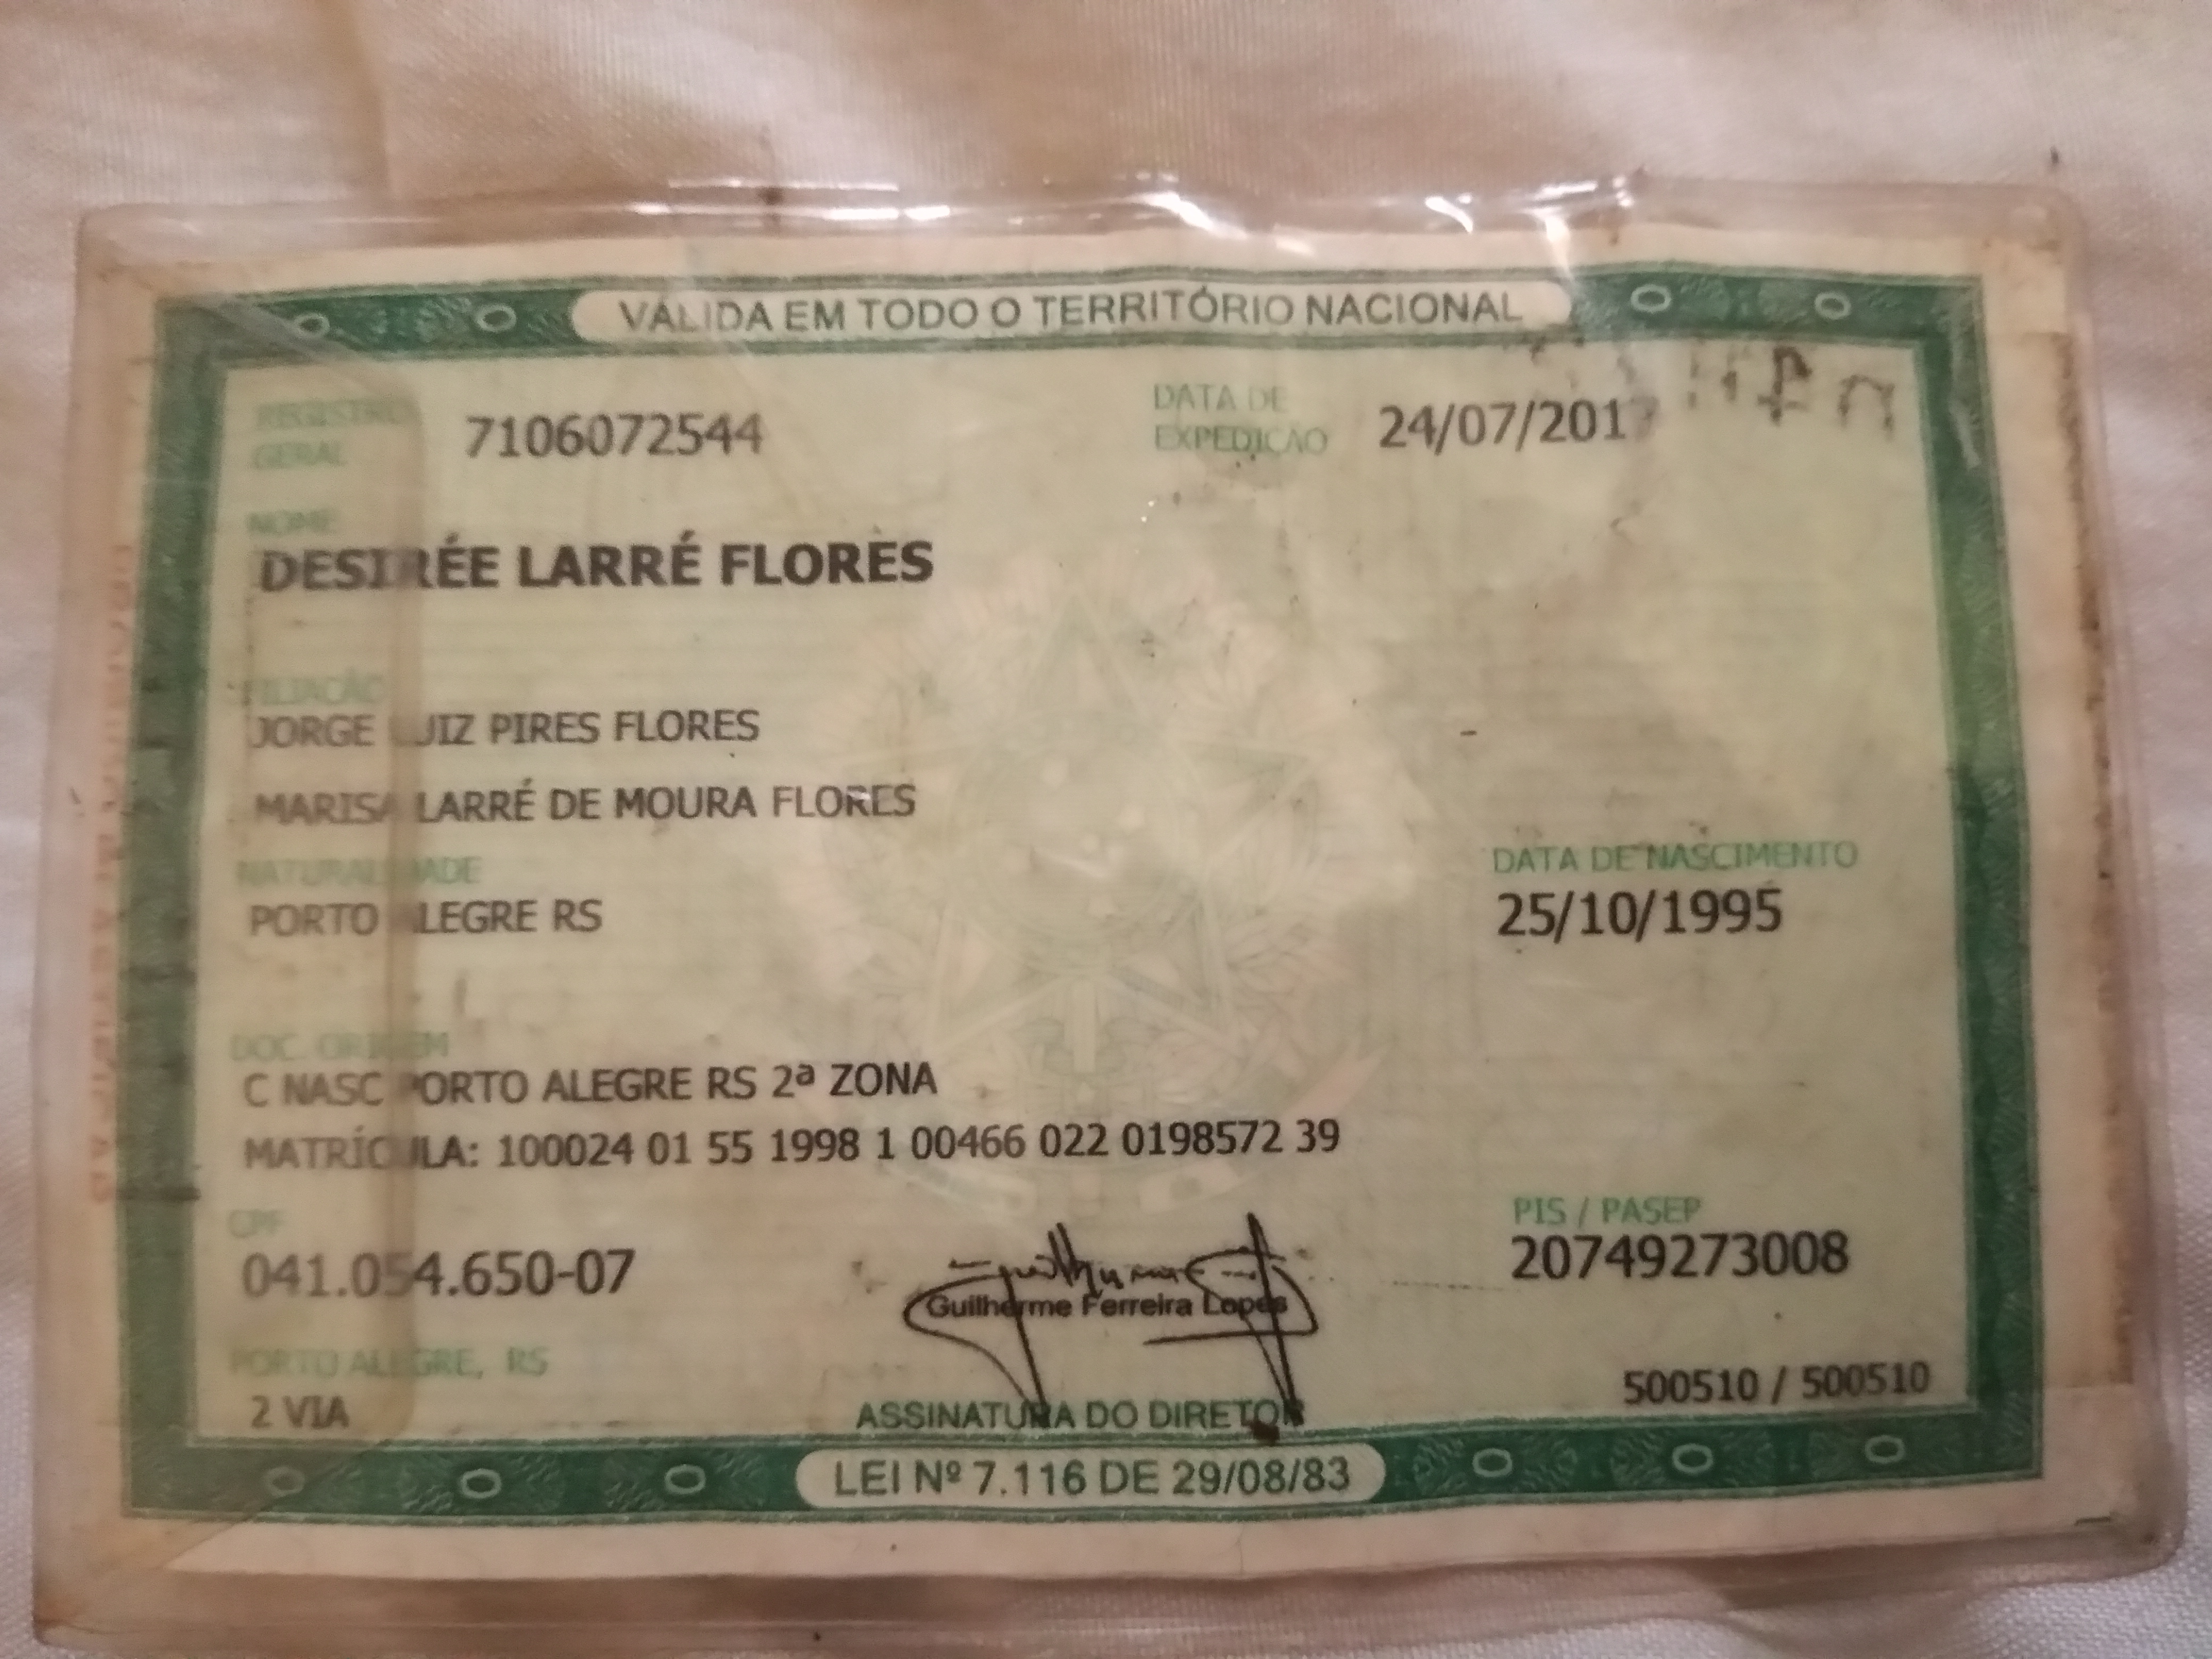 VÁLIDA EM TODO O TERRITÓRIO NACIONAL
REGISTRO GERAL 7106072544 DATA DE EXPEDIÇÃO 24/07/2017
NOME
DESIRÉE LARRÉ FLORES
FILIAÇÃO
JORGE LUIZ PIRES FLORES
MARISA LARRÉ DE MOURA FLORES
NATURALIDADE DATA DE NASCIMENTO
PORTO ALEGRE RS 25/10/1995
DOC. ORIGEM
C NASC PORTO ALEGRE RS 2ª ZONA
MATRÍCULA: 100024 01 55 1998 1 00466 022 0198572 39
CPF PIS / PASEP
041.054.650-07 20749273008
Guilherme Ferreira Lopes
PORTO ALEGRE, RS
2 VIA 500510 / 500510
ASSINATURA DO DIRETOR
LEI Nº 7.116 DE 29/08/83